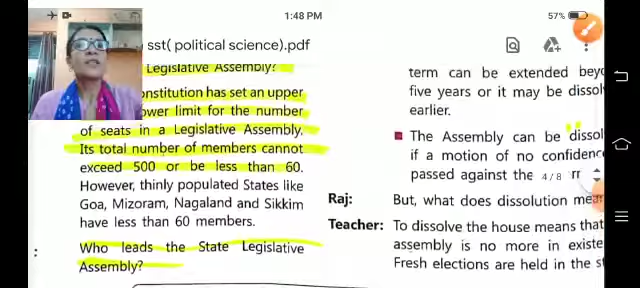 1:48 PM
57%
sst( political science).pdf
Legislative Assembly?
onstitution has set an upper
ower limit for the number
of seats in a Legislative Assembly.
Its total number of members cannot
exceed 500 or be less than 60.
However, thinly populated States like
Goa, Mizoram, Nagaland and Sikkim
have less than 60 members.
: Who leads the State Legislative
Assembly?
term can be extended beyo
five years or it may be dissol
earlier.
The Assembly can be dissol
if a motion of no confidence
passed against the
4/8
Raj: But, what does dissolution mea
Teacher: To dissolve the house means that
assembly is no more in existe
Fresh elections are held in the s